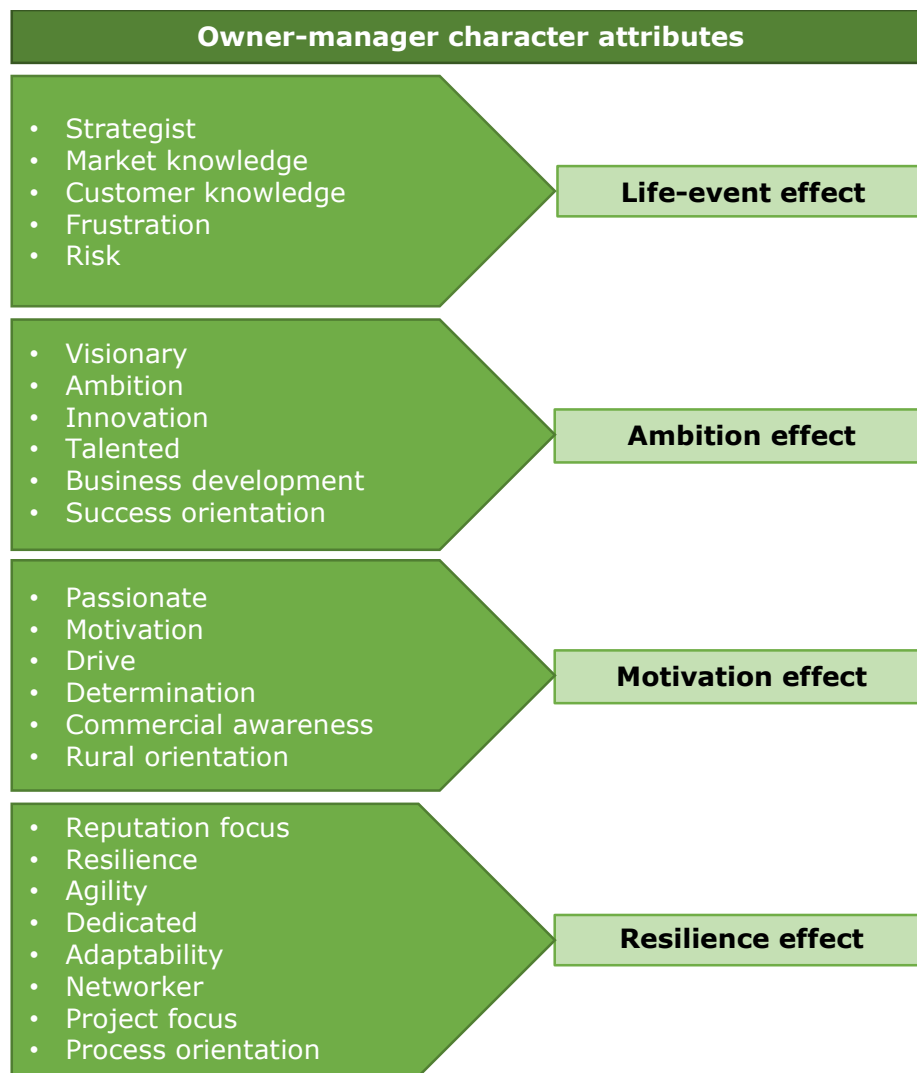 Owner-manager character attributes
• Strategist
• Market knowledge
• Customer knowledge
• Frustration
• Risk
Life-event effect
• Visionary
• Ambition
• Innovation
• Talented
• Business development
• Success orientation
Ambition effect
• Passionate
• Motivation
• Drive
• Determination
• Commercial awareness
• Rural orientation
Motivation effect
• Reputation focus
• Resilience
• Agility
• Dedicated
• Adaptability
• Networker
• Project focus
• Process orientation
Resilience effect